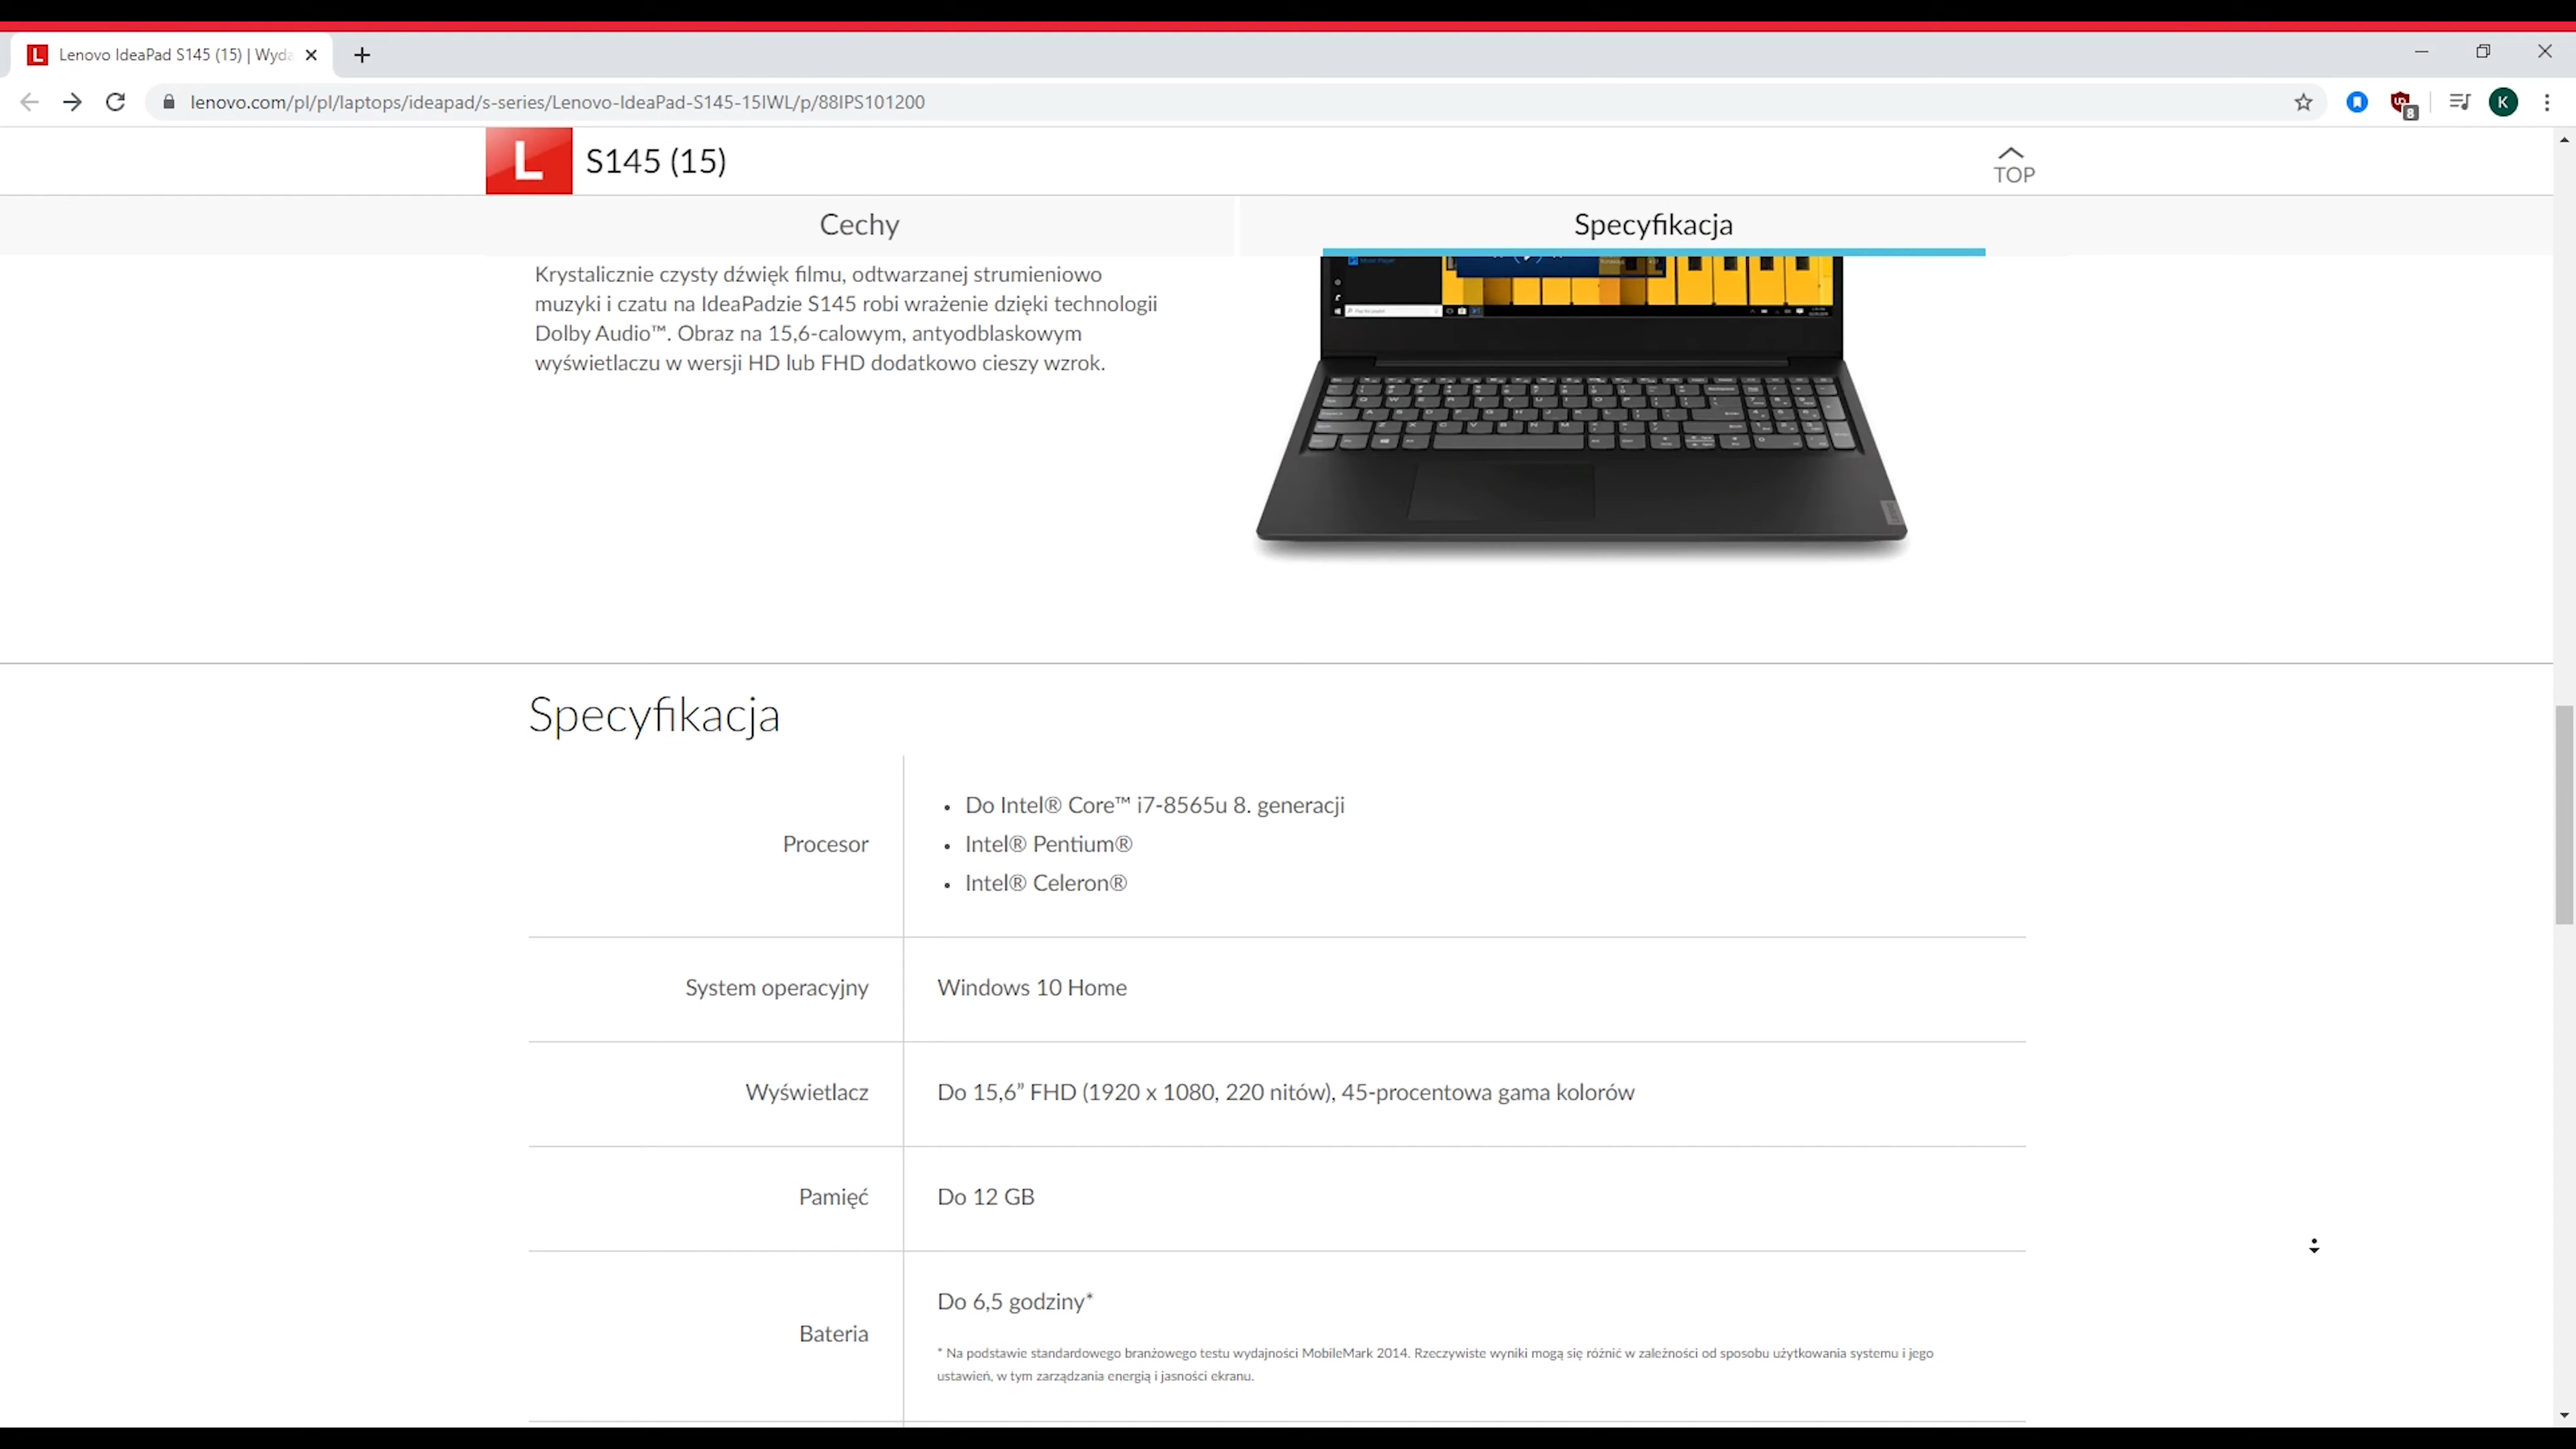 Lenovo IdeaPad S145 (15) | Wyda
lenovo.com/pl/pl/laptops/ideapad/s-series/Lenovo-IdeaPad-S145-15IWL/p/88IPS101200
8
K
L
S145 (15)
TOP
Cechy
Specyfikacja
Krystalicznie czysty dźwięk filmu, odtwarzanej strumieniowo
muzyki i czatu na IdeaPadzie S145 robi wrażenie dzięki technologii
Dolby Audio™. Obraz na 15,6-calowym, antyodblaskowym
wyświetlaczu w wersji HD lub FHD dodatkowo cieszy wzrok.
Specyfikacja
Procesor
• Do Intel® Core™ i7-8565u 8. generacji
• Intel® Pentium®
• Intel® Celeron®
System operacyjny
Windows 10 Home
Wyświetlacz
Do 15,6” FHD (1920 x 1080, 220 nitów), 45-procentowa gama kolorów
Pamięć
Do 12 GB
Bateria
Do 6,5 godziny*
* Na podstawie standardowego branżowego testu wydajności MobileMark 2014. Rzeczywiste wyniki mogą się różnić w zależności od sposobu użytkowania systemu i jego
ustawień, w tym zarządzania energią i jasności ekranu.